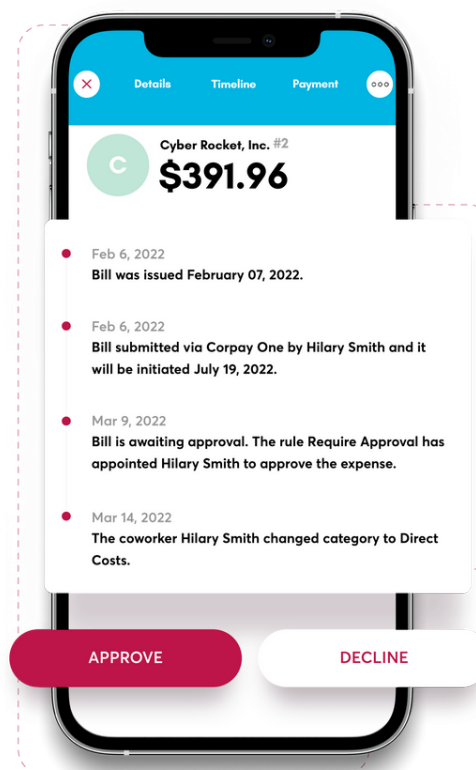 Details Timeline Payment
Cyber Rocket, Inc. #2
C
$391.96
Feb 6, 2022
Bill was issued February 07, 2022.
Feb 6, 2022
Bill submitted via Corpay One by Hilary Smith and it
will be initiated July 19, 2022.
Mar 9, 2022
Bill is awaiting approval. The rule Require Approval has
appointed Hilary Smith to approve the expense.
Mar 14, 2022
The coworker Hilary Smith changed category to Direct
Costs.
APPROVE DECLINE